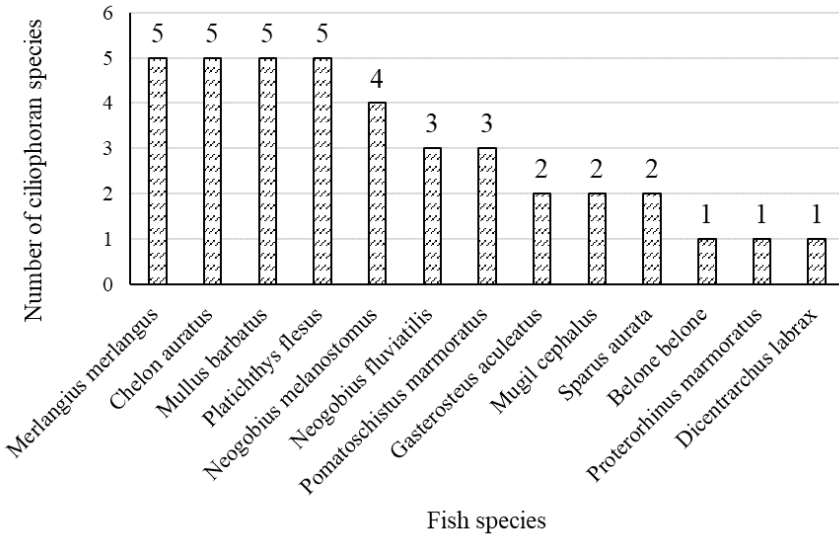 Number of ciliophoran species
6
5
4
3
2
1
0
5
5
5
5
4
3
3
2
2
2
1
1
1
Merlangius merlangus
Chelon auratus
Mullus barbatus
Platichthys flesus
Neogobius melanostomus
Neogobius fluviatilis
Pomatoschistus marmoratus
Gasterosteus aculeatus
Mugil cephalus
Sparus aurata
Belone belone
Proterorhinus marmoratus
Dicentrarchus labrax
Fish species